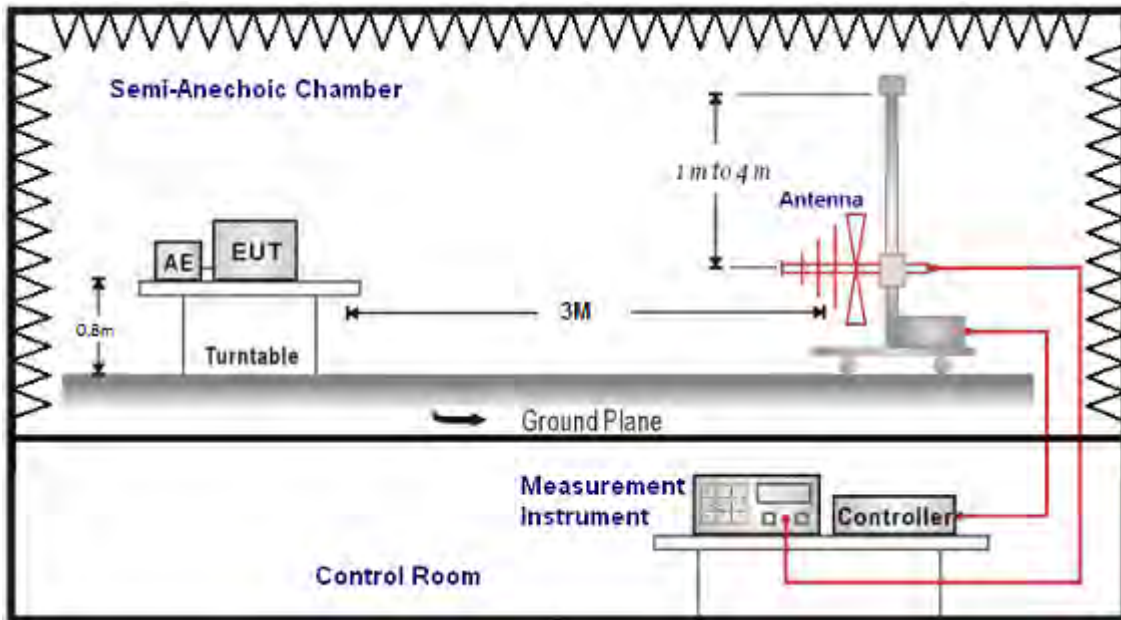 Semi-Anechoic Chamber
1 m to 4 m
Antenna
AE
EUT
3M
0.8m
Turntable
Ground Plane
Measurement
Instrument
Controller
Control Room